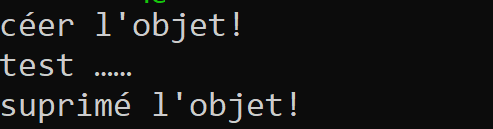 céer l'objet!
test ……
suprimé l'objet!